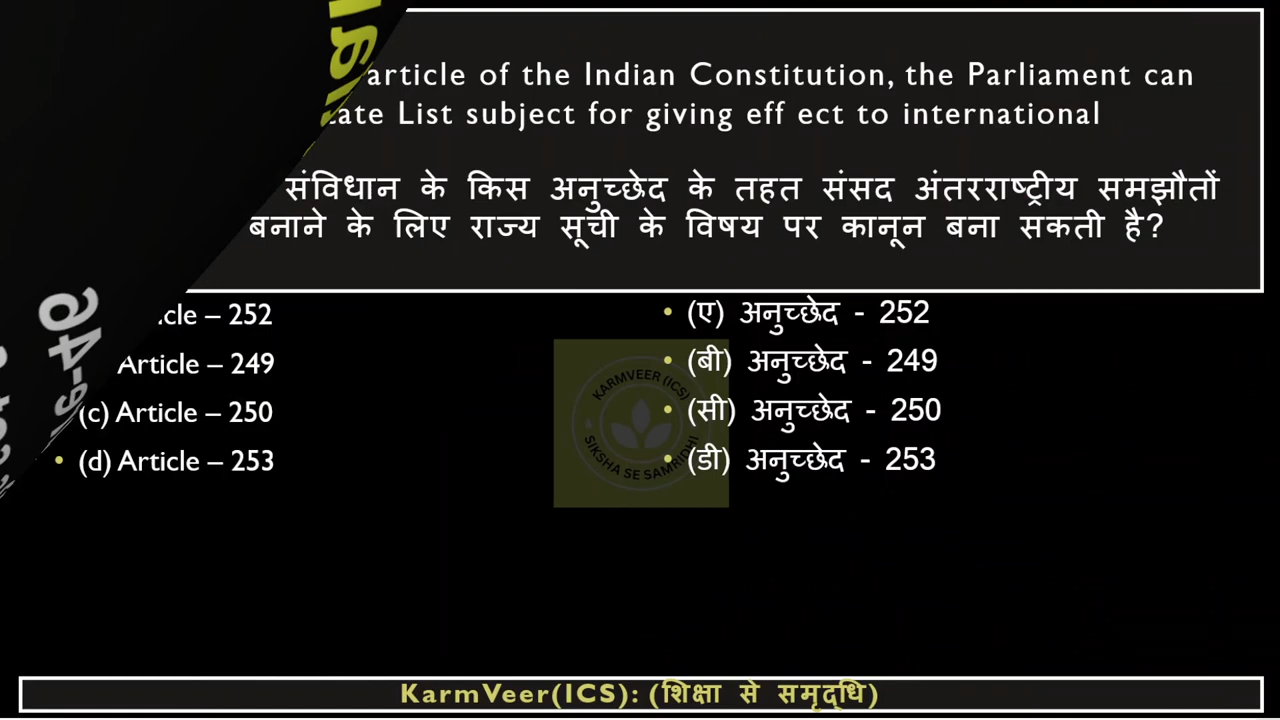 article of the Indian Constitution, the Parliament can
List subject for giving eff ect to international
संविधान के किस अनुच्छेद के तहत संसद अंतरराष्ट्रीय समझौतों
बनाने के लिए राज्य सूची के विषय पर कानून बना सकती है?
– 252
Article – 249
(c) Article – 250
(d) Article – 253
(ए) अनुच्छेद - 252
(बी) अनुच्छेद - 249
(सी) अनुच्छेद - 250
(डी) अनुच्छेद - 253
KARMVEER (ICS)
SIKSHA SE SAMRIDHI
KarmVeer(ICS): (शिक्षा से समृद्धि)